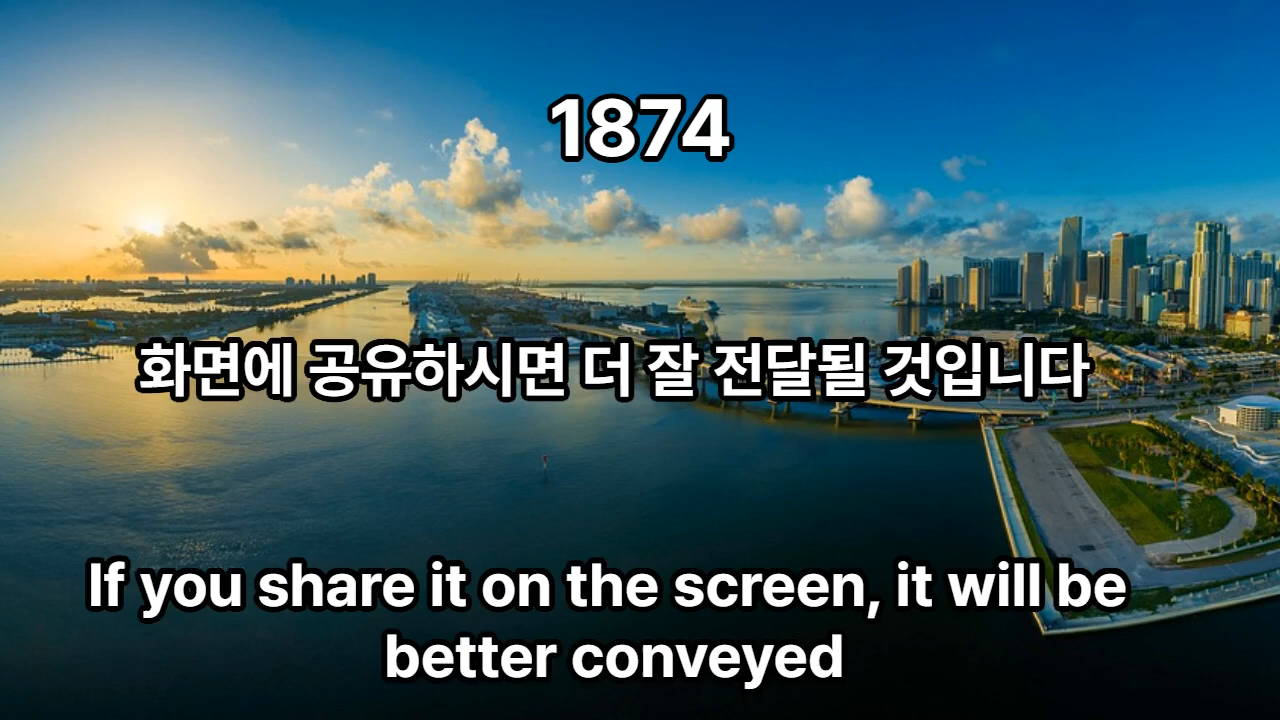 1874
화면에 공유하시면 더 잘 전달될 것입니다
If you share it on the screen, it will be
better conveyed